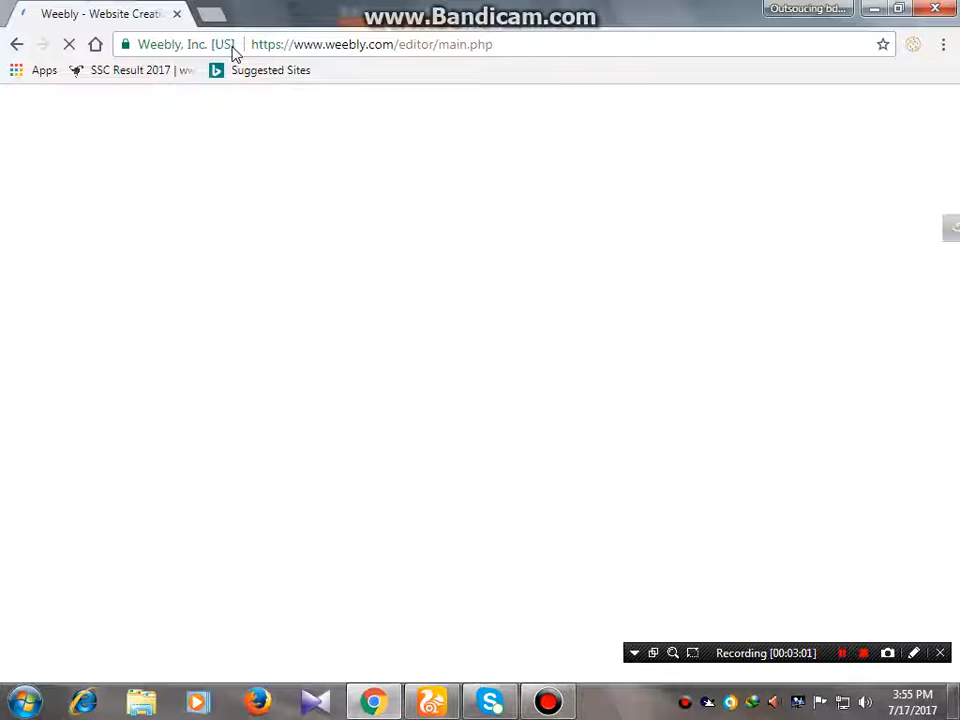 www.Bandicam.com
Weebly - Website Creati
Outsoucing bd...
Weebly, Inc. [US]
https://www.weebly.com/editor/main.php
Apps
SSC Result 2017 | ww
Suggested Sites
Recording [00:03:01]
3:55 PM
7/17/2017